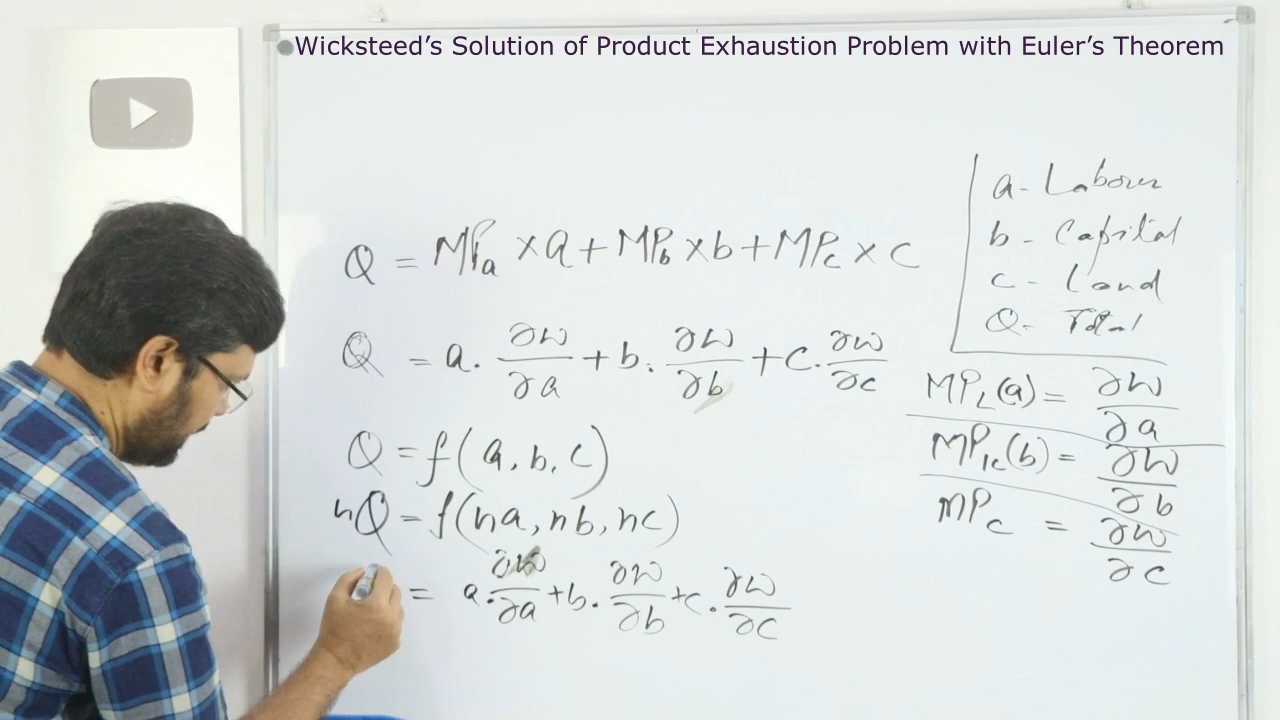 Wicksteed’s Solution of Product Exhaustion Problem with Euler’s Theorem
a - Labour
b - Capital
c - Land
Q - Total
Q = MPa × a + MPb × b + MPc × c
Q = a. ∂w/∂a + b. ∂w/∂b + c. ∂w/∂c
MPL(a) = ∂w/∂a
MPK(b) = ∂w/∂b
MPc = ∂w/∂c
Q = f(a, b, c)
nQ = f(na, nb, nc)
= a. ∂w/∂a + b. ∂w/∂b + c. ∂w/∂c